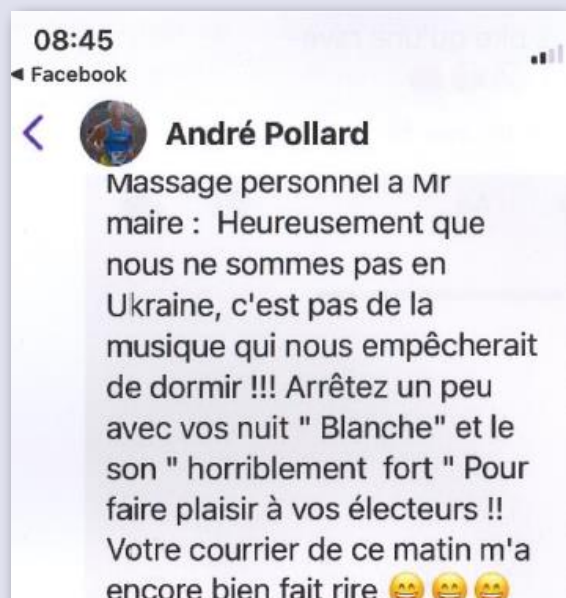 08:45
◀ Facebook
André Pollard
Massage personnel a Mr
maire : Heureusement que
nous ne sommes pas en
Ukraine, c'est pas de la
musique qui nous empêcherait
de dormir !!! Arrêtez un peu
avec vos nuit " Blanche" et le
son " horriblement fort " Pour
faire plaisir à vos électeurs !!
Votre courrier de ce matin m'a
encore bien fait rire 😄 😄 😄